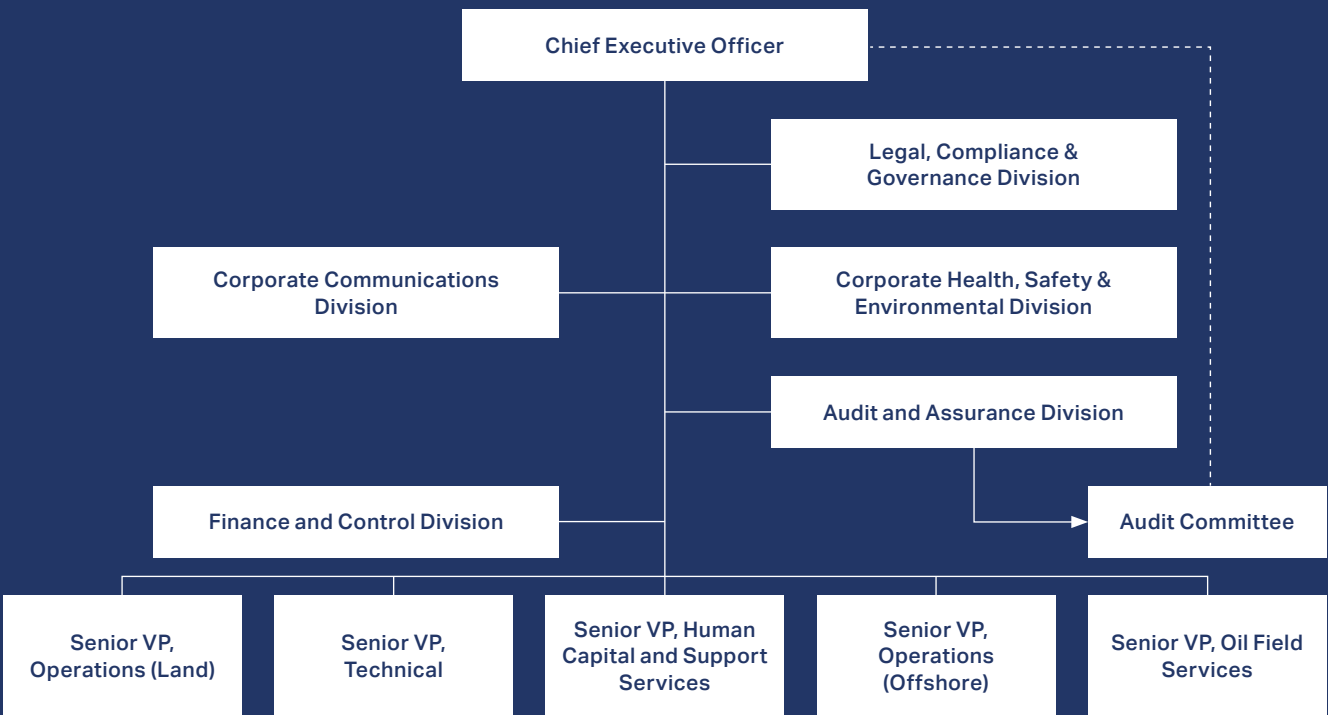 Chief Executive Officer
Legal, Compliance &
Governance Division
Corporate Communications
Division
Corporate Health, Safety &
Environmental Division
Audit and Assurance Division
Finance and Control Division
Audit Committee
Senior VP,
Operations (Land)
Senior VP,
Technical
Senior VP, Human
Capital and Support
Services
Senior VP,
Operations
(Offshore)
Senior VP, Oil Field
Services